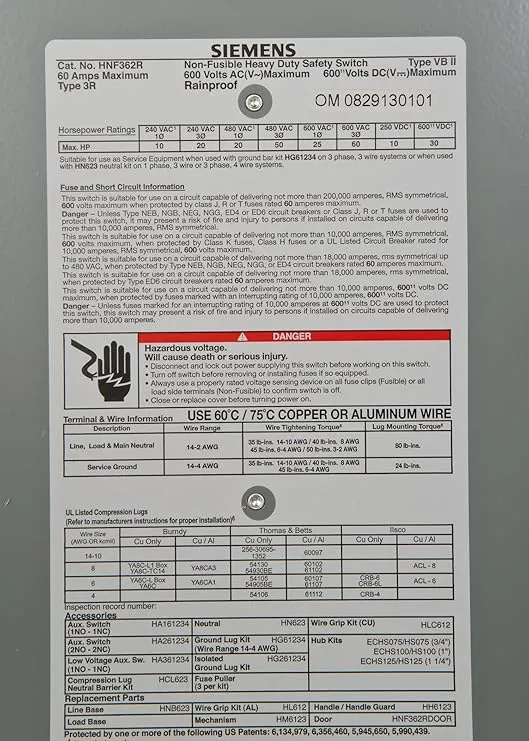 SIEMENS
Cat. No. HNF362R Non-Fusible Heavy Duty Safety Switch Type VB II
60 Amps Maximum 600 Volts AC(V~)Maximum 600¹¹Volts DC(V⎓)Maximum
Type 3R Rainproof
OM 0829130101
Horsepower Ratings 240 VAC¹ 1Ø 240 VAC 3Ø 480 VAC¹ 1Ø 480 VAC 3Ø 600 VAC¹ 1Ø 600 VAC 3Ø 250 VDC¹ 600¹¹ VDC¹
Max. HP 10 20 20 50 25 60 10 30
Suitable for use as Service Equipment when used with ground bar kit HG61234 on 3 phase, 3 wire systems or when used
with HN623 neutral kit on 1 phase, 3 wire or 3 phase, 4 wire systems.
Fuse and Short Circuit Information
This switch is suitable for use on a circuit capable of delivering not more than 200,000 amperes, RMS symmetrical,
600 volts maximum when protected by class J, R or T fuses rated 60 amperes maximum.
Danger – Unless Type NEB, NGB, NEG, NGG, ED4 or ED6 circuit breakers or Class J, R or T fuses are used to
protect this switch, it may present a risk of fire and injury to persons if installed on circuits capable of delivering
more than 10,000 amperes, RMS symmetrical.
This switch is suitable for use on a circuit capable of delivering not more than 10,000 amperes, RMS symmetrical,
600 volts maximum, when protected by Class K fuses, Class H fuses or a UL Listed Circuit Breaker rated for
10,000 amperes, RMS symmetrical, 600 volts maximum.
This switch is suitable for use on a circuit capable of delivering not more than 18,000 amperes, rms symmetrical up
to 480 VAC, when protected by Type NEB, NGB, NEG, NGG, or ED4 circuit breakers rated 60 amperes maximum.
This switch is suitable for use on a circuit capable of delivering not more than 18,000 amperes, rms symmetrical,
when protected by Type ED6 circuit breakers rated 60 amperes maximum.
This switch is suitable for use on a circuit capable of delivering not more than 10,000 amperes, 600¹¹ volts DC
maximum, when protected by fuses marked with an interrupting rating of 10,000 amperes, 600¹¹ volts DC.
Danger – Unless fuses marked for an interrupting rating of 10,000 amperes at 600¹¹ volts DC are used to protect
this switch, this switch may present a risk of fire and injury to persons if installed on circuits capable of delivering
more than 10,000 amperes.
DANGER
Hazardous voltage.
Will cause death or serious injury.
• Disconnect and lock out power supplying this switch before working on this switch.
• Turn off switch before removing or installing fuses if so equipped.
• Always use a properly rated voltage sensing device on all fuse clips (Fusible) or all
load side terminals (Non-Fusible) to confirm switch is off.
• Close or replace cover before turning power on.
Terminal & Wire Information USE 60°C / 75°C COPPER OR ALUMINUM WIRE
Description Wire Range Wire Tightening Torque⁶ Lug Mounting Torque⁶
Line, Load & Main Neutral 14-2 AWG 35 lb-ins. 14-10 AWG / 40 lb-ins. 8 AWG 45 lb-ins. 6-4 AWG / 50 lb-ins. 3-2 AWG 80 lb-ins.
Service Ground 14-4 AWG 35 lb-ins. 14-10 AWG / 40 lb-ins. 8 AWG 45 lb-ins. 6-4 AWG 24 lb-ins.
UL Listed Compression Lugs
(Refer to manufacturers instructions for proper installation)⁶
Wire Size (AWG OR kcmil) Burndy Thomas & Betts Ilsco
Cu Only Cu / Al Cu Only Cu / Al Cu Only Cu / Al
14-10 256-30695-1352 60097
8 YA8C-L1 Box YA8C-TC14 YA8CA3 54130 54930BE 60102 61102 ACL - 8
6 YA6C-L Box YA6C YA6CA1 54105 54905BE 60107 61107 CRB-6 CRB-6L ACL - 6
4 54106 61112 CRB-4
Inspection record number:
Accessories
Aux. Switch (1NO - 1NC) HA161234 Neutral HN623 Wire Grip Kit (CU) HLC612
Aux. Switch (2NO - 2NC) HA261234 Ground Lug Kit (Wire Range 14-4 AWG) HG61234 Hub Kits ECHS075/HS075 (3/4")
ECHS100/HS100 (1")
ECHS125/HS125 (1 1/4")
Low Voltage Aux. Sw. (1NO - 1NC) HA361234 Isolated Ground Lug Kit HG261234
Compression Lug Neutral Barrier Kit HCL623 Fuse Puller (3 per kit)
Replacement Parts
Line Base HNB623 Wire Grip Kit (AL) HL612 Handle / Handle Guard HH6123
Load Base Mechanism HM6123 Door HNF362RDOOR
Protected by one or more of the following US Patents: 6,134,979, 6,356,460, 5,945,650, 5,990,439.